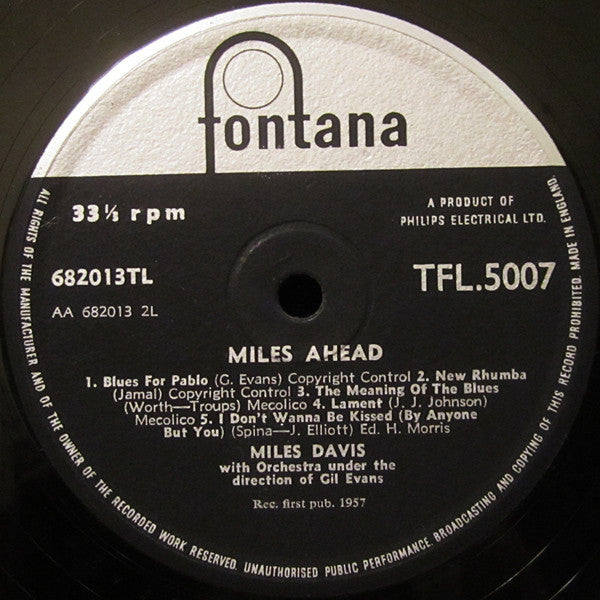 fontana
33⅓ rpm
A PRODUCT OF
PHILIPS ELECTRICAL LTD.
682013TL
TFL.5007
AA 682013 2L
MILES AHEAD
1. Blues For Pablo (G. Evans) Copyright Control 2. New Rhumba
(Jamal) Copyright Control 3. The Meaning Of The Blues
(Worth—Troups) Mecolico 4. Lament (J. J. Johnson)
Mecolico 5. I Don't Wanna Be Kissed (By Anyone
But You) (Spina—J. Elliott) Ed. H. Morris
MILES DAVIS
with Orchestra under the
direction of Gil Evans
Rec. first pub. 1957
ALL RIGHTS OF THE MANUFACTURER AND OF THE OWNER OF THE RECORDED WORK RESERVED. UNAUTHORISED PUBLIC PERFORMANCE, BROADCASTING AND COPYING OF THIS RECORD PROHIBITED. MADE IN ENGLAND.